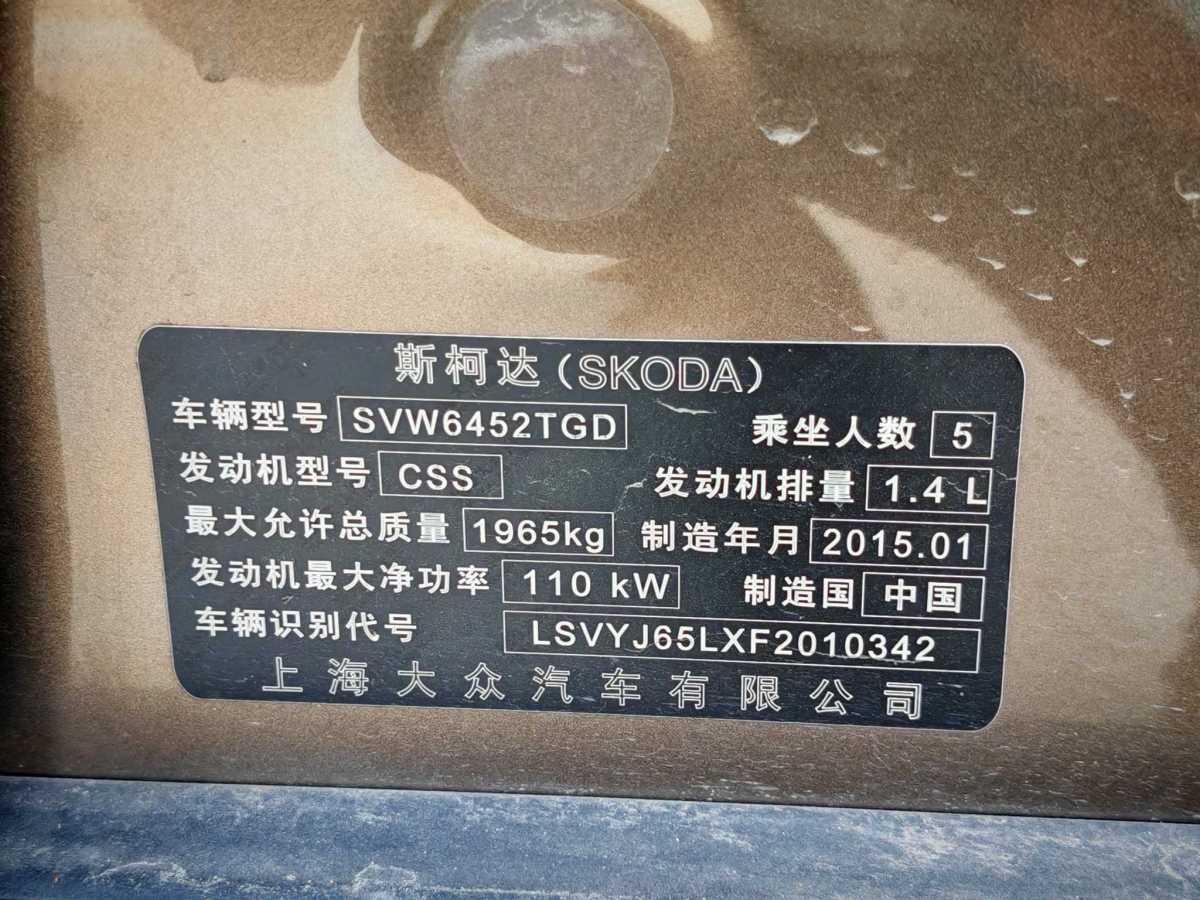 斯柯达(SKODA)
车辆型号 SVW6452TGD 乘坐人数 5
发动机型号 CSS 发动机排量 1.4 L
最大允许总质量 1965kg 制造年月 2015.01
发动机最大净功率 110 kW 制造国 中国
车辆识别代号 LSVYJ65LXF2010342
上海大众汽车有限公司